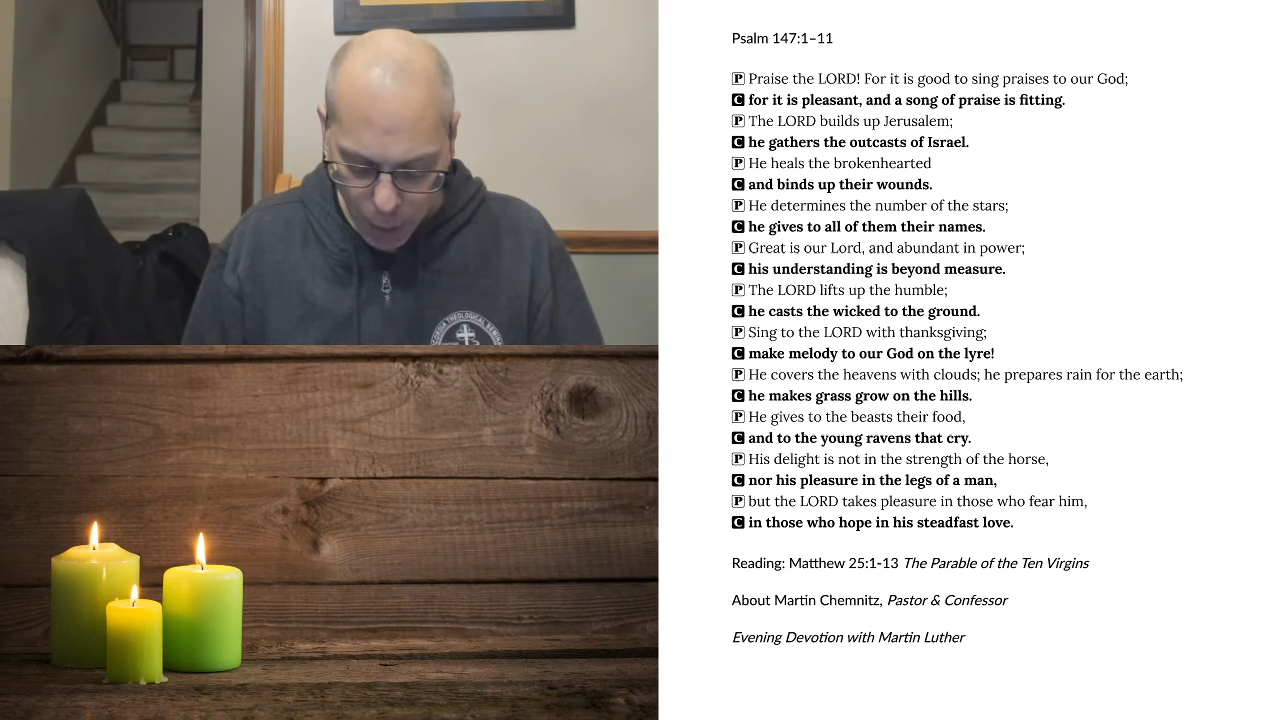 CORDIA THEOLOGICAL SEMINA
Psalm 147:1–11
P Praise the LORD! For it is good to sing praises to our God;
C for it is pleasant, and a song of praise is fitting.
P The LORD builds up Jerusalem;
C he gathers the outcasts of Israel.
P He heals the brokenhearted
C and binds up their wounds.
P He determines the number of the stars;
C he gives to all of them their names.
P Great is our Lord, and abundant in power;
C his understanding is beyond measure.
P The LORD lifts up the humble;
C he casts the wicked to the ground.
P Sing to the LORD with thanksgiving;
C make melody to our God on the lyre!
P He covers the heavens with clouds; he prepares rain for the earth;
C he makes grass grow on the hills.
P He gives to the beasts their food,
C and to the young ravens that cry.
P His delight is not in the strength of the horse,
C nor his pleasure in the legs of a man,
P but the LORD takes pleasure in those who fear him,
C in those who hope in his steadfast love.
Reading: Matthew 25:1-13 The Parable of the Ten Virgins
About Martin Chemnitz, Pastor & Confessor
Evening Devotion with Martin Luther